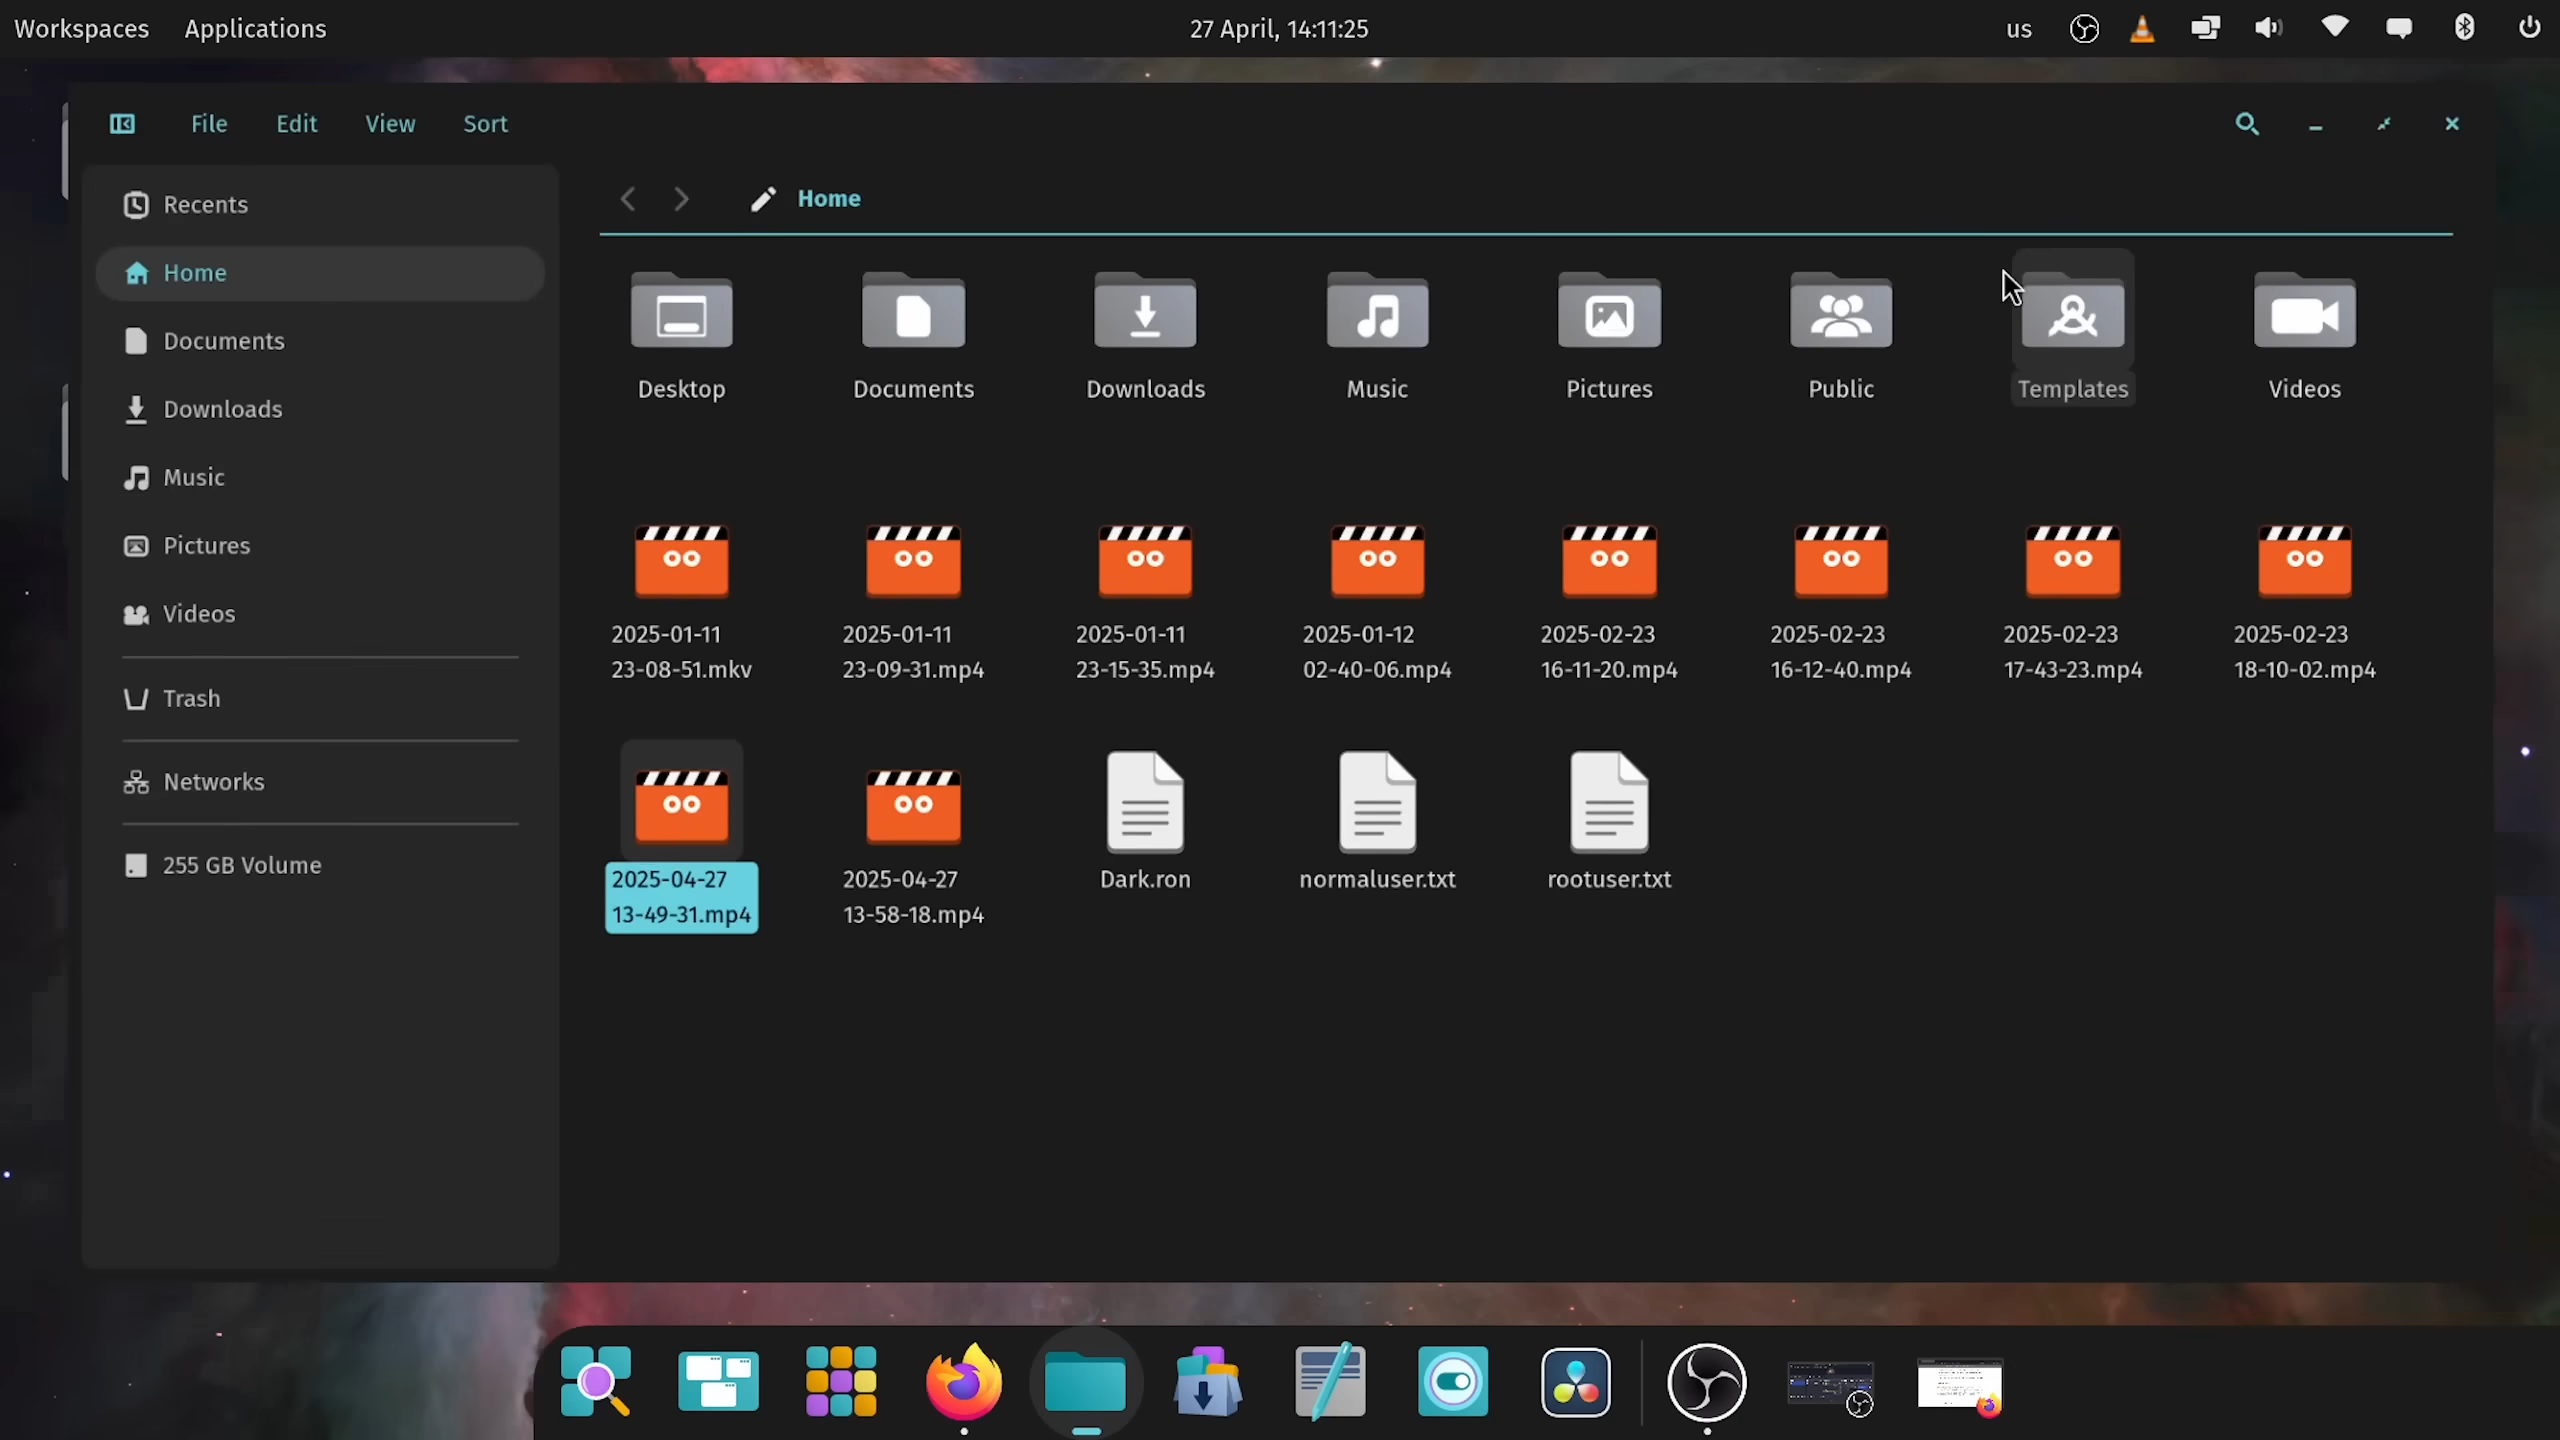 Workspaces Applications 27 April, 14:11:25 us
File Edit View Sort
Recents
Home
Documents
Downloads
Music
Pictures
Videos
Trash
Networks
255 GB Volume
Home
Desktop Documents Downloads Music Pictures Public Templates Videos
2025-01-11 2025-01-11 2025-01-11 2025-01-12 2025-02-23 2025-02-23 2025-02-23 2025-02-23
23-08-51.mkv 23-09-31.mp4 23-15-35.mp4 02-40-06.mp4 16-11-20.mp4 16-12-40.mp4 17-43-23.mp4 18-10-02.mp4
2025-04-27 2025-04-27 Dark.ron normaluser.txt rootuser.txt
13-49-31.mp4 13-58-18.mp4